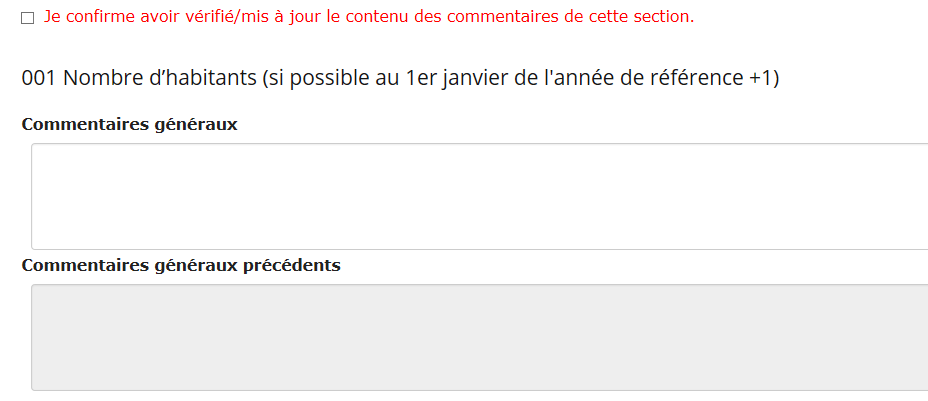 Je confirme avoir vérifié/mis à jour le contenu des commentaires de cette section.
001 Nombre d’habitants (si possible au 1er janvier de l'année de référence +1)
Commentaires généraux
Commentaires généraux précédents